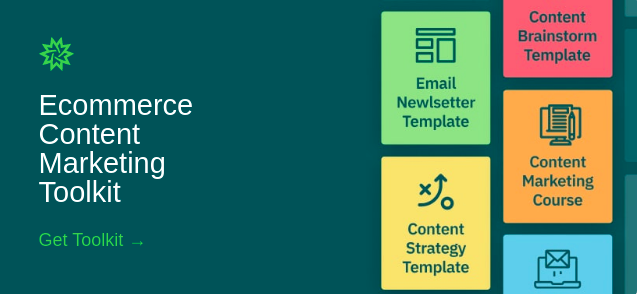 Ecommerce
Content
Marketing
Toolkit
Get Toolkit →
Email
Newlsetter
Template
Content
Strategy
Template
Content
Brainstorm
Template
Content
Marketing
Course